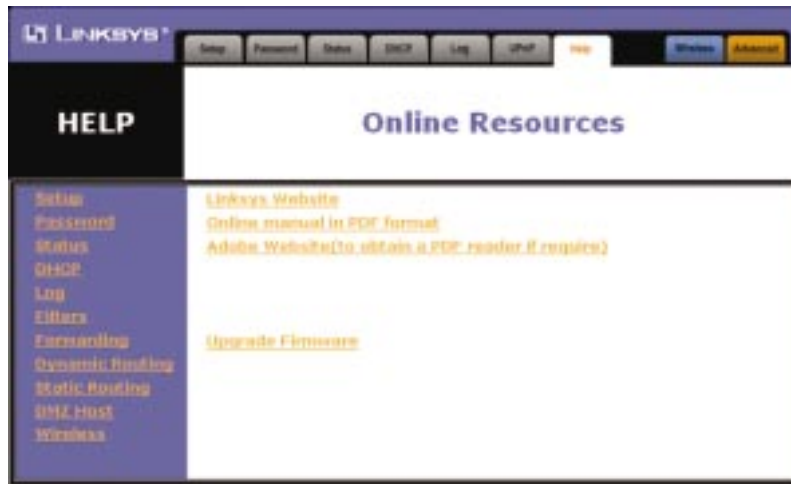 LINKSYS®
Setup Password Status DHCP Log UPnP Help Wireless Advanced
HELP
Online Resources
Setup
Password
Status
DHCP
Log
Filters
Forwarding
Dynamic Routing
Static Routing
DMZ Host
Wireless
Linksys Website
Online manual in PDF format
Adobe Website(to obtain a PDF reader if require)
Upgrade Firmware